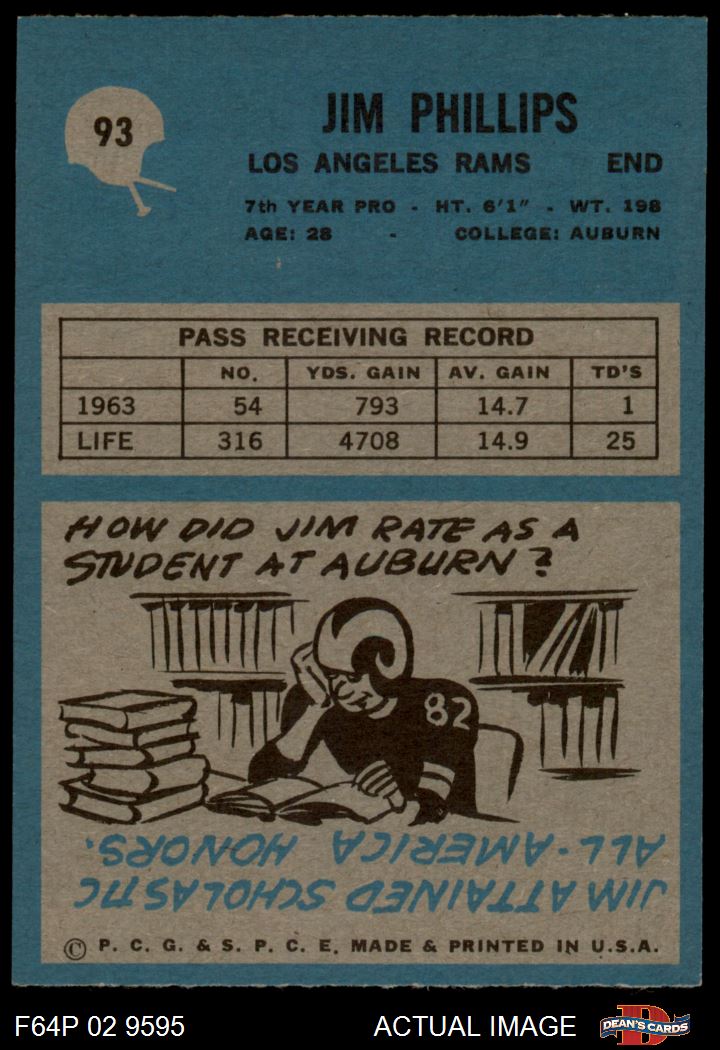 93
JIM PHILLIPS
LOS ANGELES RAMS END
7th YEAR PRO - HT. 6'1" - WT. 198
AGE: 28 - COLLEGE: AUBURN
PASS RECEIVING RECORD
NO. YDS. GAIN AV. GAIN TD'S
1963 54 793 14.7 1
LIFE 316 4708 14.9 25
HOW DID JIM RATE AS A
STUDENT AT AUBURN?
82
JIM ATTAINED SCHOLASTIC
ALL-AMERICA HONORS.
© P. C. G. & S. P. C. E. MADE & PRINTED IN U.S.A.
F64P 02 9595 ACTUAL IMAGE D DEAN'S CARDS